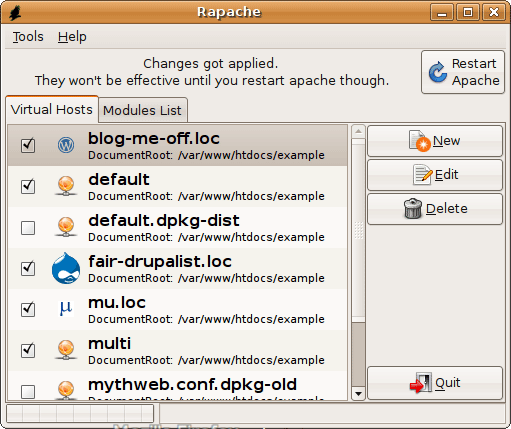 Rapache
Tools Help
Changes got applied.
They won't be effective until you restart apache though.
Restart
Apache
Virtual Hosts
Modules List
blog-me-off.loc
DocumentRoot: /var/www/htdocs/example
default
DocumentRoot: /var/www/htdocs/example
default.dpkg-dist
DocumentRoot: /var/www/htdocs/example
fair-drupalist.loc
DocumentRoot: /var/www/htdocs/example
μ
mu.loc
DocumentRoot: /var/www/htdocs/example
multi
DocumentRoot: /var/www/htdocs/example
mythweb.conf.dpkg-old
New
Edit
Delete
Quit